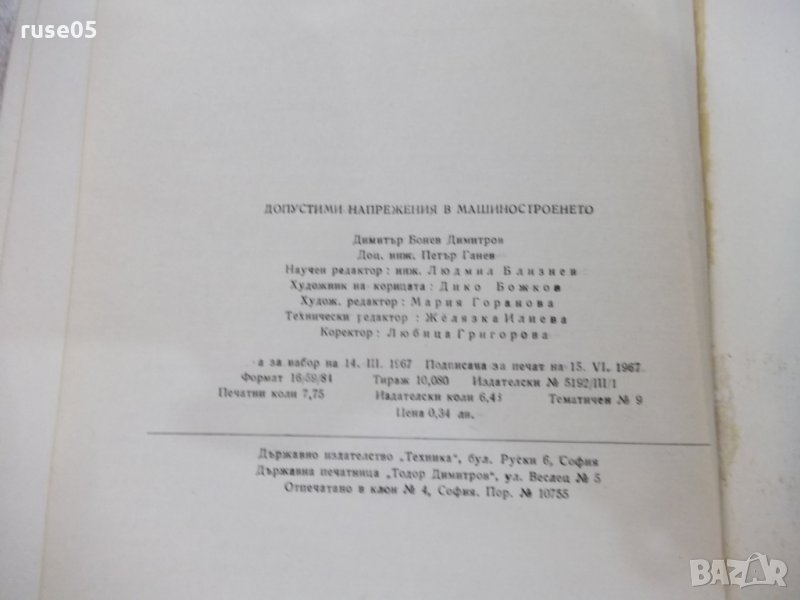 ruse05
ДОПУСТИМИ НАПРЕЖЕНИЯ В МАШИНОСТРОЕНЕТО
Димитър Бонев Димитров
Доц. инж. Петър Ганев
Научен редактор: инж. Людмил Близнев
Художник на корицата: Дико Божков
Худож. редактор: Мария Горанова
Технически редактор: Желязка Илиева
Коректор: Любица Григорова
а за набор на 14. III. 1967 Подписана за печат на 15. VI. 1967
Формат 16/59/84 Тираж 10,080 Издателски № 5192/III/1
Печатни коли 7,75 Издателски коли 6,43 Тематичен № 9
Цена 0,34 лв.
Държавно издателство „Техника“, бул. Руски 6, София
Държавна печатница „Тодор Димитров“, ул. Веслец № 5
Отпечатано в клон № 4, София. Пор. № 10755
BAZAR